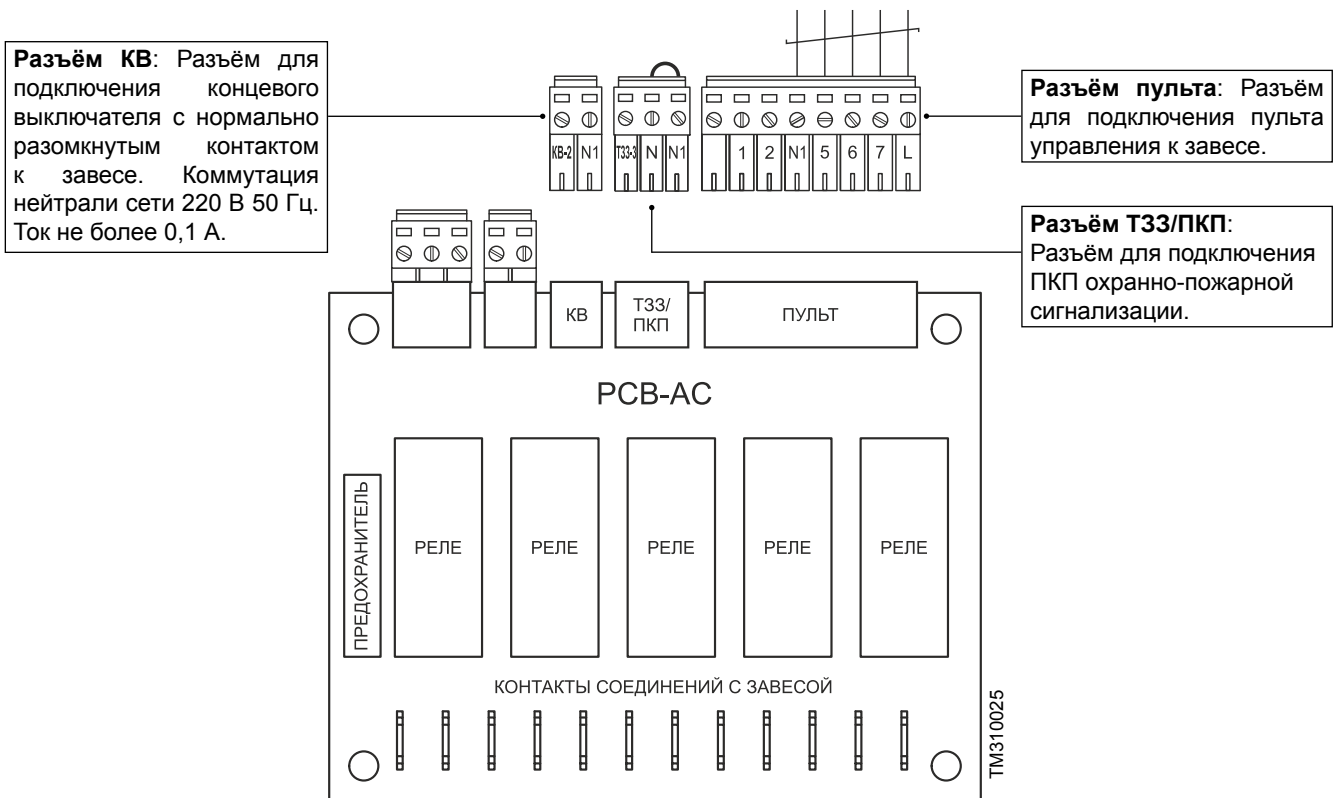 Разъём КВ: Разъём для
подключения концевого
выключателя с нормально
разомкнутым контактом
к завесе. Коммутация
нейтрали сети 220 В 50 Гц.
Ток не более 0,1 А.
КВ-2 N1
ТЗЗ-3 N N1
1 2 N1 5 6 7 L
Разъём пульта: Разъём
для подключения пульта
управления к завесе.
Разъём ТЗЗ/ПКП:
Разъём для подключения
ПКП охранно-пожарной
сигнализации.
КВ
ТЗЗ/
ПКП
ПУЛЬТ
PCB-AC
ПРЕДОХРАНИТЕЛЬ
РЕЛЕ
РЕЛЕ
РЕЛЕ
РЕЛЕ
РЕЛЕ
КОНТАКТЫ СОЕДИНЕНИЙ С ЗАВЕСОЙ
TM310025